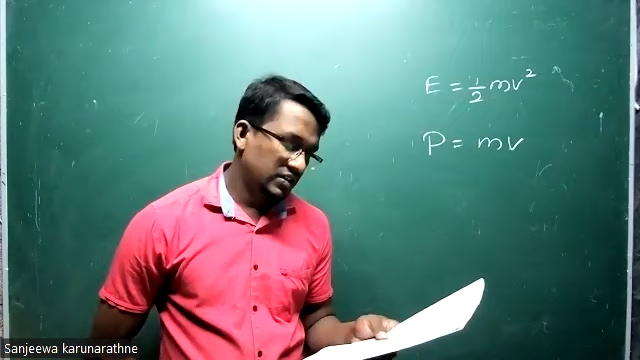 E = ½mv²
P = mv
Sanjeewa karunarathne